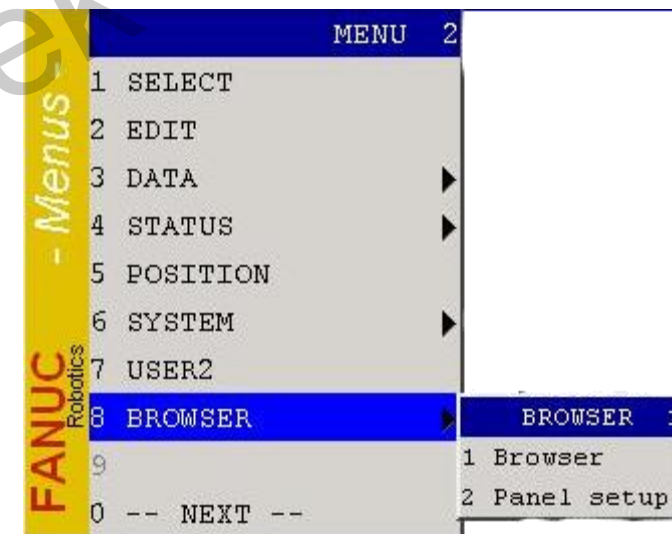 MENU 2
1 SELECT
2 EDIT
3 DATA
4 STATUS
5 POSITION
6 SYSTEM
7 USER2
8 BROWSER
9
0 -- NEXT --
BROWSER 1
1 Browser
2 Panel setup
- Menus -
FANUC
Robotics